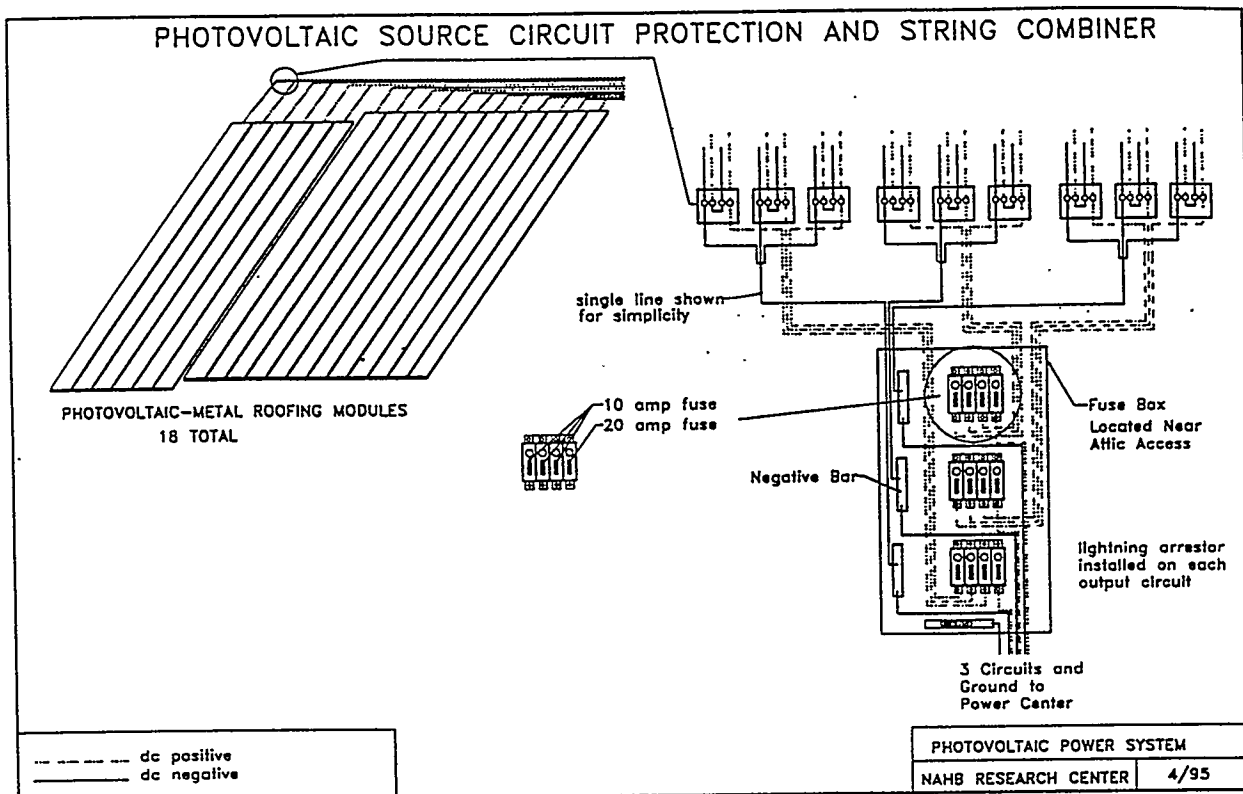 PHOTOVOLTAIC SOURCE CIRCUIT PROTECTION AND STRING COMBINER
single line shown
for simplicity
PHOTOVOLTAIC-METAL ROOFING MODULES
18 TOTAL
10 amp fuse
20 amp fuse
Negative Bar
Fuse Box
Located Near
Attic Access
lightning arrestor
installed on each
output circuit
3 Circuits and
Ground to
Power Center
dc positive
dc negative
PHOTOVOLTAIC POWER SYSTEM
NAHB RESEARCH CENTER 4/95